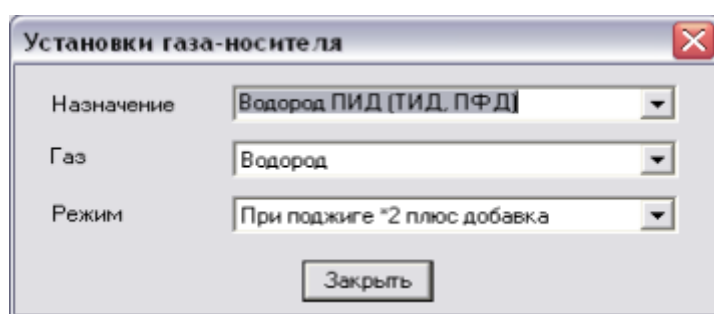 Установки газа-носителя
Назначение Водород ПИД (ТИД, ПФД)
Газ Водород
Режим При поджиге *2 плюс добавка
Закрыть